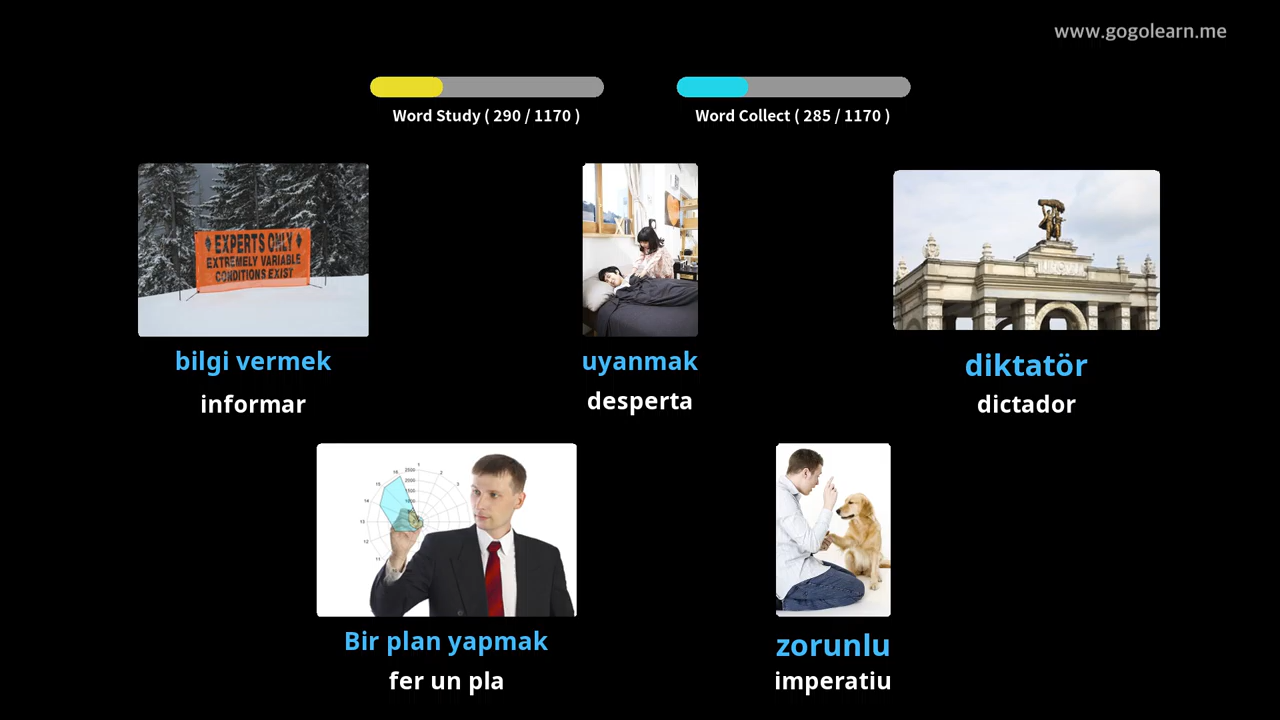 www.gogolearn.me
Word Study ( 290 / 1170 )
Word Collect ( 285 / 1170 )
EXPERTS ONLY
EXTREMELY VARIABLE
CONDITIONS EXIST
bilgi vermek
informar
uyanmak
desperta
diktatör
dictador
Bir plan yapmak
fer un pla
zorunlu
imperatiu